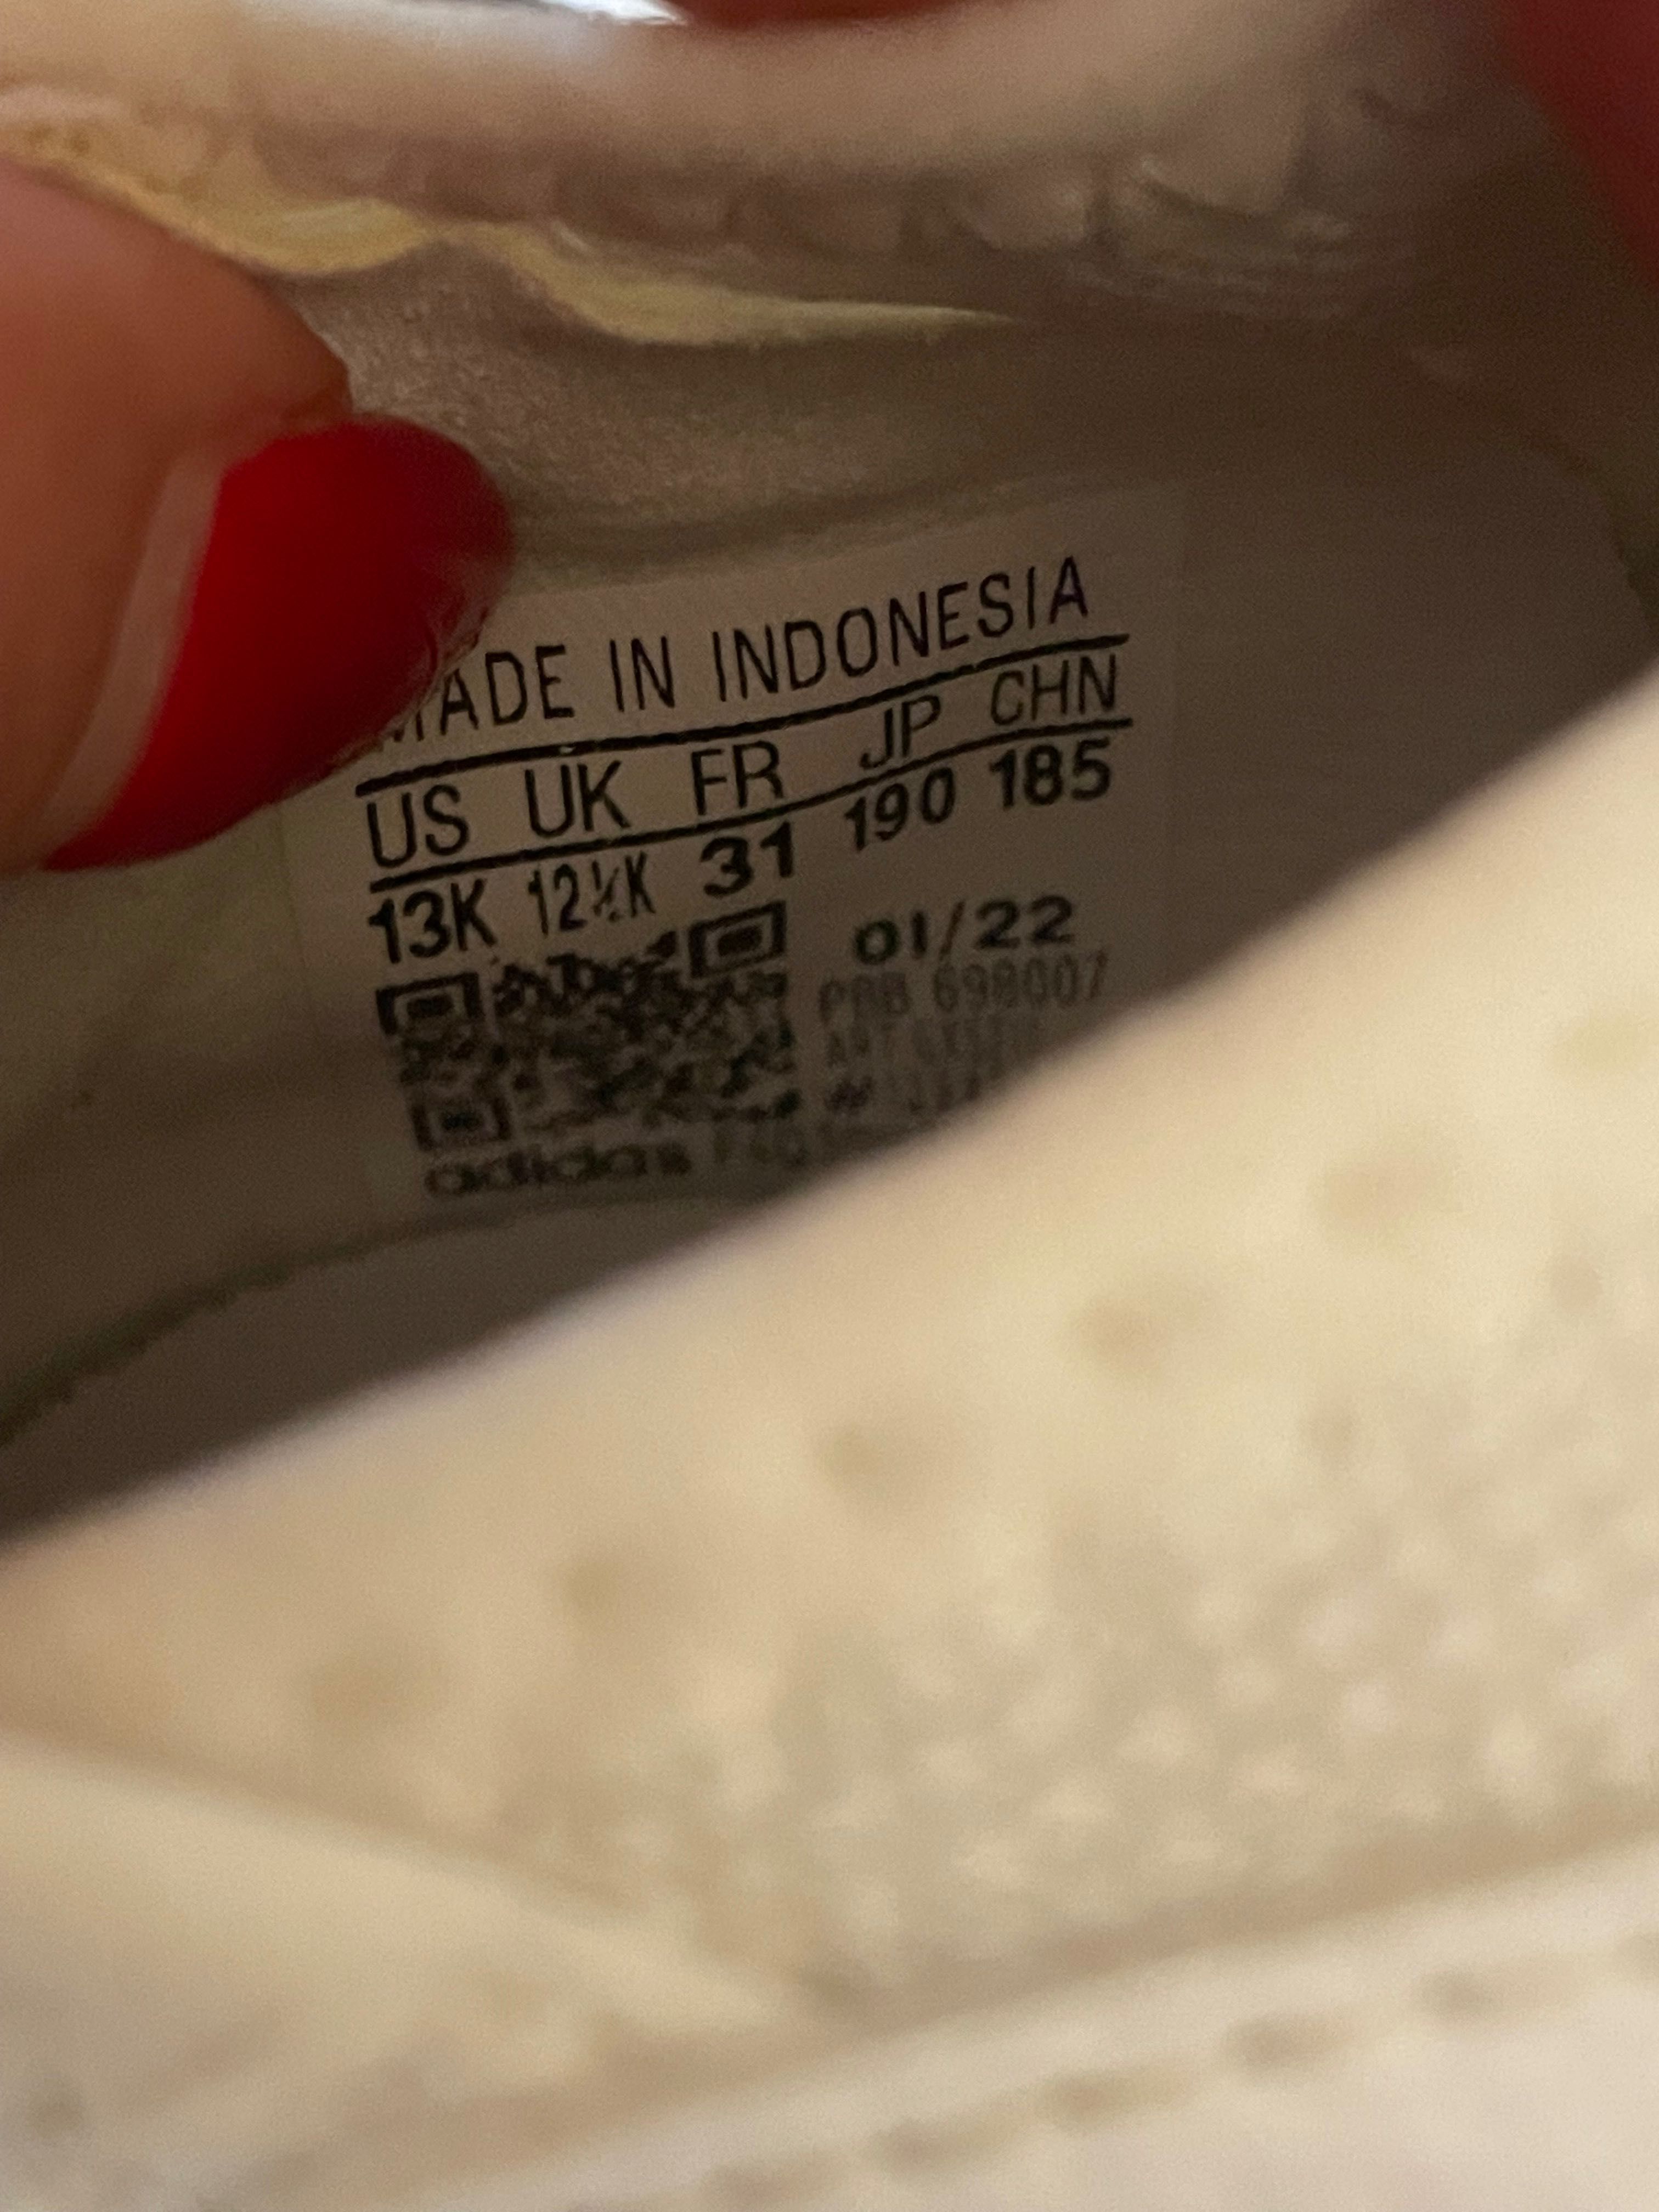 MADE IN INDONESIA
US UK FR JP CHN
13K 12½K 31 190 185
01/22
adidas